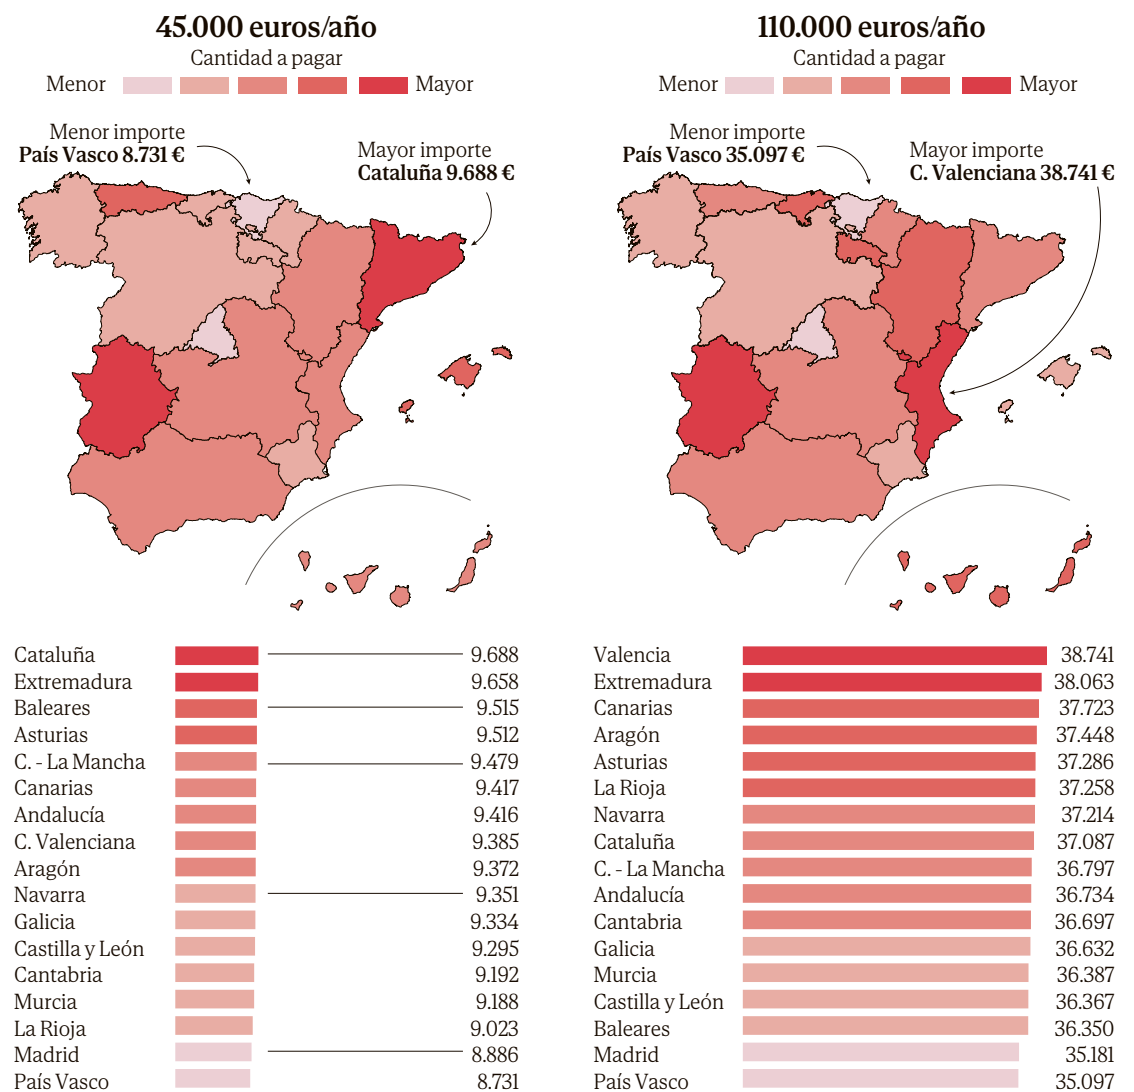 45.000 euros/año
Cantidad a pagar
Menor
Mayor
Menor importe
País Vasco 8.731 €
Mayor importe
Cataluña 9.688 €
Cataluña 9.688
Extremadura 9.658
Baleares 9.515
Asturias 9.512
C. - La Mancha 9.479
Canarias 9.417
Andalucía 9.416
C. Valenciana 9.385
Aragón 9.372
Navarra 9.351
Galicia 9.334
Castilla y León 9.295
Cantabria 9.192
Murcia 9.188
La Rioja 9.023
Madrid 8.886
País Vasco 8.731
110.000 euros/año
Cantidad a pagar
Menor
Mayor
Menor importe
País Vasco 35.097 €
Mayor importe
C. Valenciana 38.741 €
Valencia 38.741
Extremadura 38.063
Canarias 37.723
Aragón 37.448
Asturias 37.286
La Rioja 37.258
Navarra 37.214
Cataluña 37.087
C. - La Mancha 36.797
Andalucía 36.734
Cantabria 36.697
Galicia 36.632
Murcia 36.387
Castilla y León 36.367
Baleares 36.350
Madrid 35.181
País Vasco 35.097